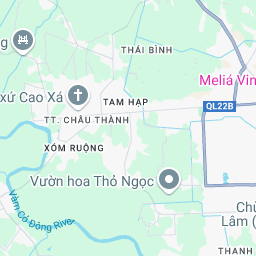 THÁI BÌNH
Meliá Vin
xứ Cao Xá
TAM HẠP
QL22B
TT. CHÂU THÀNH
XÓM RUỘNG
Vườn hoa Thỏ Ngọc
Vàm Cỏ Đông River
Chù
Lâm (
THANH